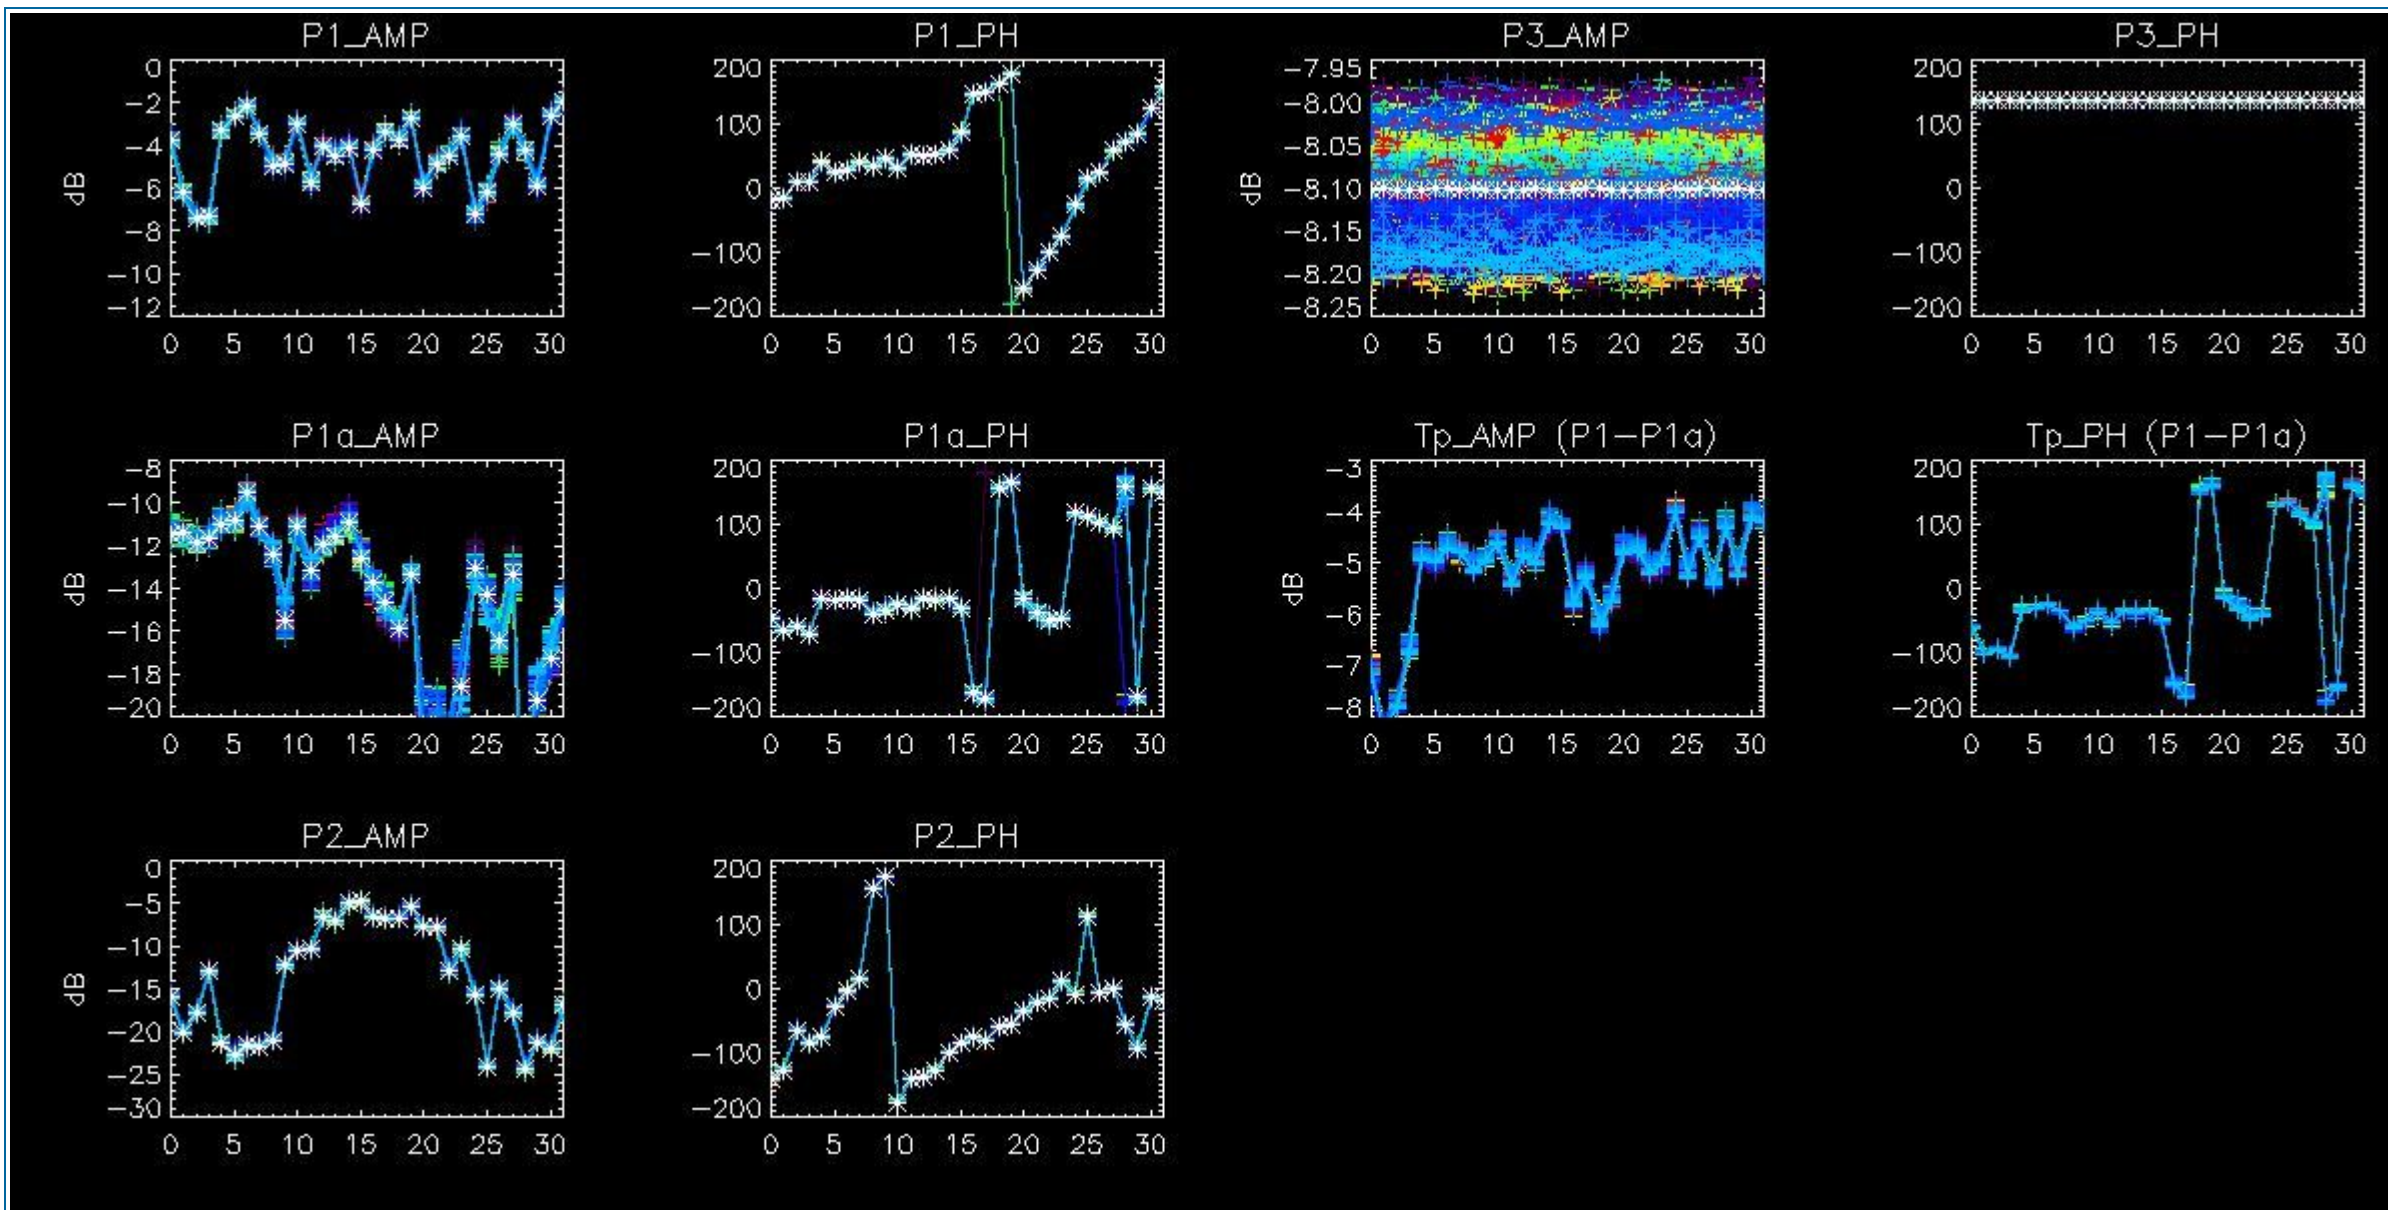 P1_AMP
0
−2
−4
−6
−8
−10
−12
dB
0 5 10 15 20 25 30
P1_PH
200
100
0
−100
−200
0 5 10 15 20 25 30
P3_AMP
−7.95
−8.00
−8.05
−8.10
−8.15
−8.20
−8.25
dB
0 5 10 15 20 25 30
P3_PH
200
100
0
−100
−200
0 5 10 15 20 25 30
P1a_AMP
−8
−10
−12
−14
−16
−18
−20
dB
0 5 10 15 20 25 30
P1a_PH
200
100
0
−100
−200
0 5 10 15 20 25 30
Tp_AMP (P1−P1a)
−3
−4
−5
−6
−7
−8
dB
0 5 10 15 20 25 30
Tp_PH (P1−P1a)
200
100
0
−100
−200
0 5 10 15 20 25 30
P2_AMP
0
−5
−10
−15
−20
−25
−30
dB
0 5 10 15 20 25 30
P2_PH
200
100
0
−100
−200
0 5 10 15 20 25 30